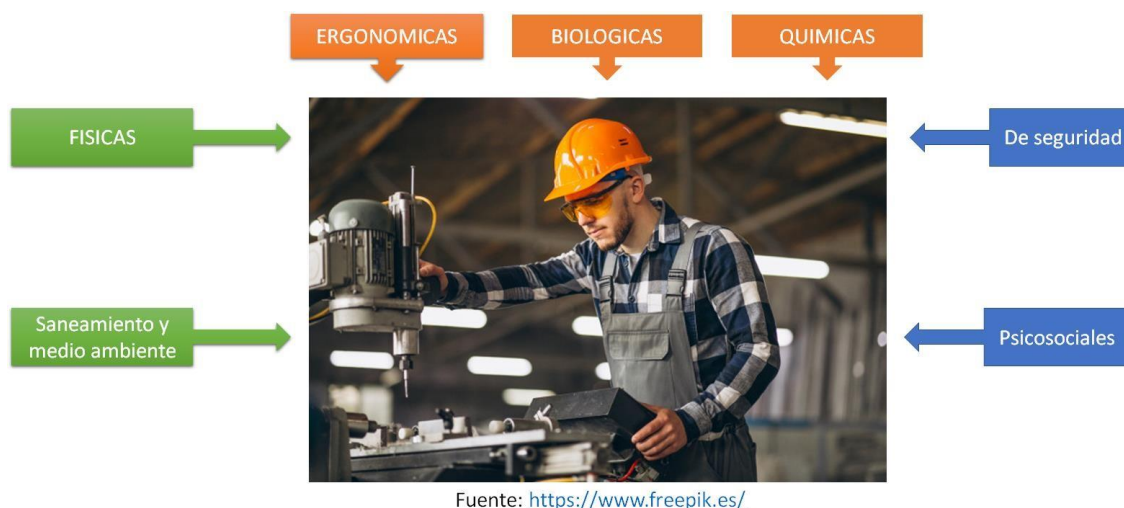 ERGONOMICAS
BIOLOGICAS
QUIMICAS
FISICAS
De seguridad
Saneamiento y
medio ambiente
Psicosociales
Fuente: https://www.freepik.es/